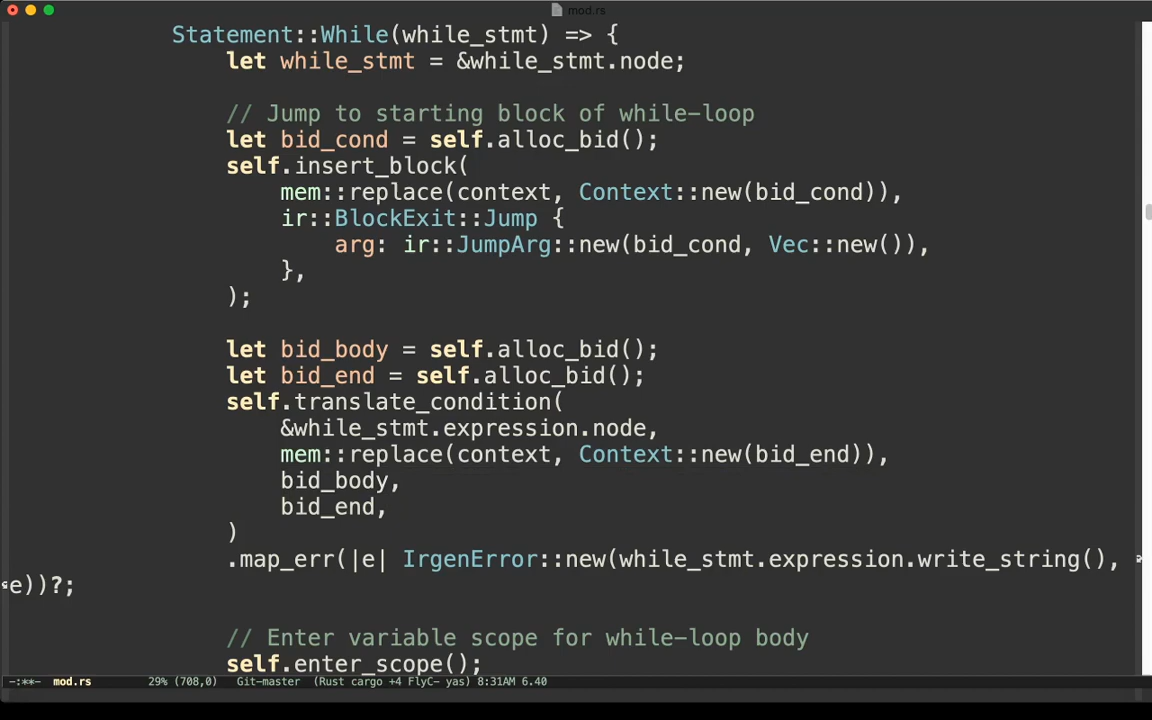 mod.rs
Statement::While(while_stmt) => {
let while_stmt = &while_stmt.node;
// Jump to starting block of while-loop
let bid_cond = self.alloc_bid();
self.insert_block(
mem::replace(context, Context::new(bid_cond)),
ir::BlockExit::Jump {
arg: ir::JumpArg::new(bid_cond, Vec::new()),
},
);
let bid_body = self.alloc_bid();
let bid_end = self.alloc_bid();
self.translate_condition(
&while_stmt.expression.node,
mem::replace(context, Context::new(bid_end)),
bid_body,
bid_end,
)
.map_err(|e| IrgenError::new(while_stmt.expression.write_string(),
e))?;
// Enter variable scope for while-loop body
self.enter_scope();
-:**- mod.rs 29% (708,0) Git-master (Rust cargo +4 FlyC- yas) 8:31AM 6.40